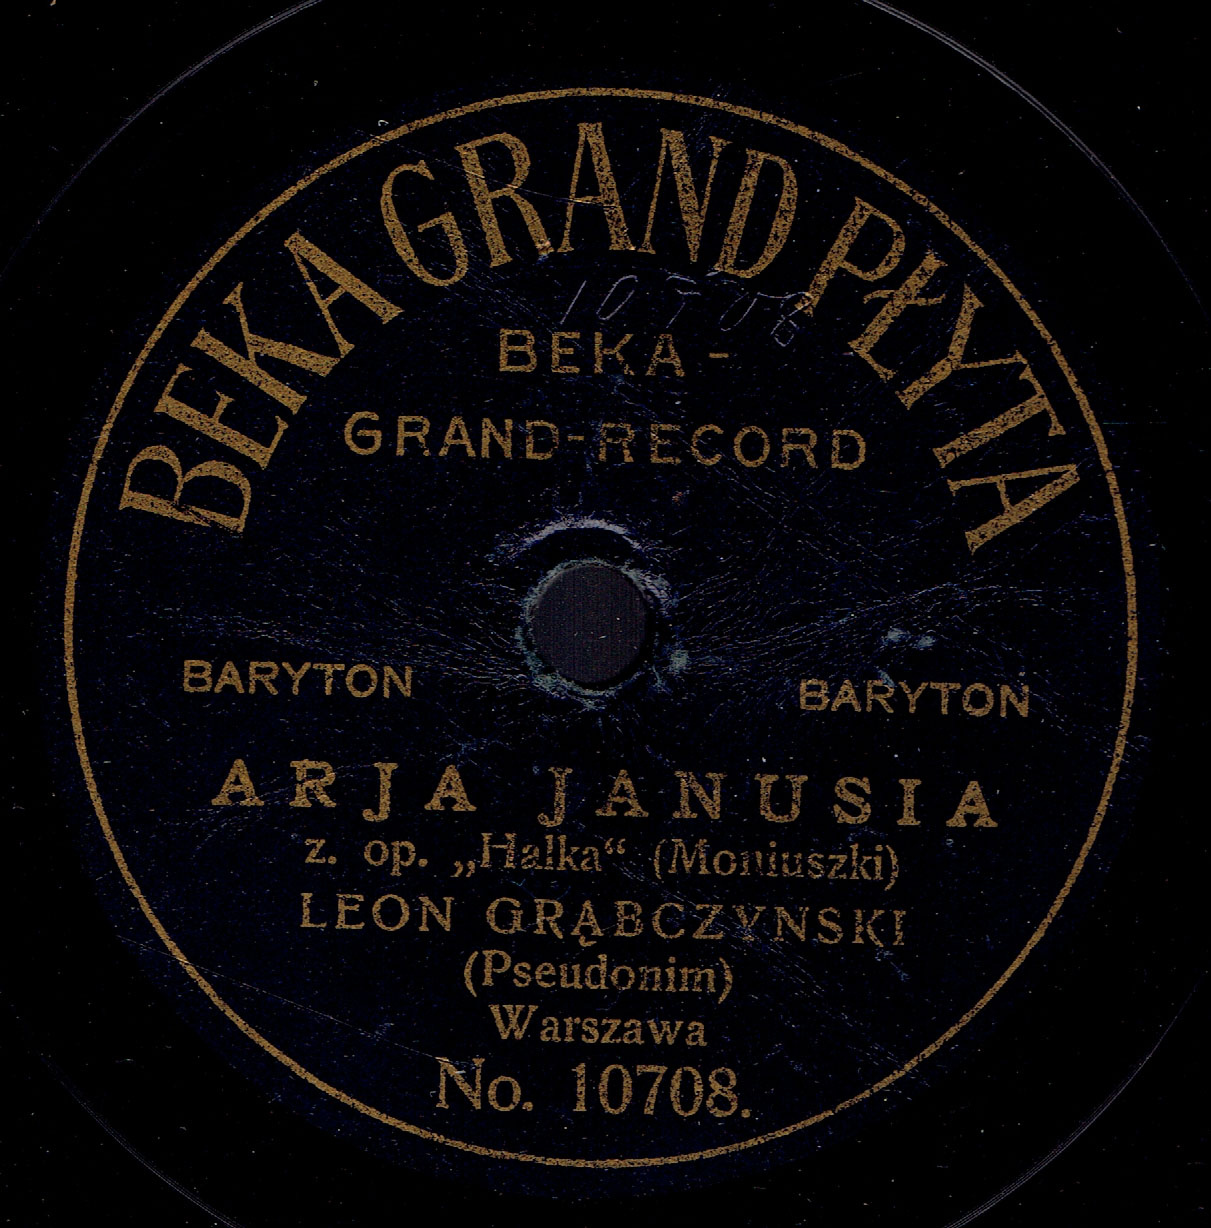 BEKA GRAND PŁYTA
10708
BEKA -
GRAND-RECORD
BARYTON BARYTON
ARJA JANUSIA
z. op. „Halka“ (Moniuszki)
LEON GRĄBCZYNSKI
(Pseudonim)
Warszawa
No. 10708.